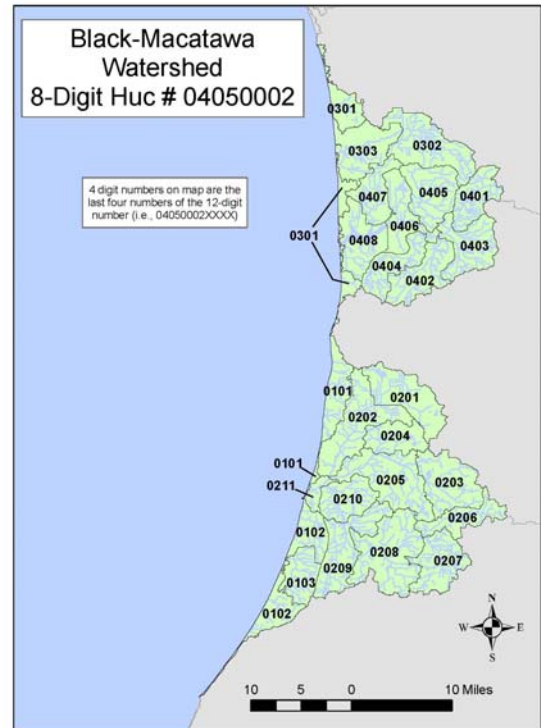 Black-Macatawa
Watershed
8-Digit Huc # 04050002
4 digit numbers on map are the
last four numbers of the 12-digit
number (i.e., 04050002XXXX)
0301
0303
0302
0407
0405
0401
0301
0408
0406
0403
0404
0402
0101
0201
0202
0204
0101
0211
0205
0203
0210
0206
0102
0208
0209
0207
0103
0102
N
W E
S
10 5 0 10 Miles